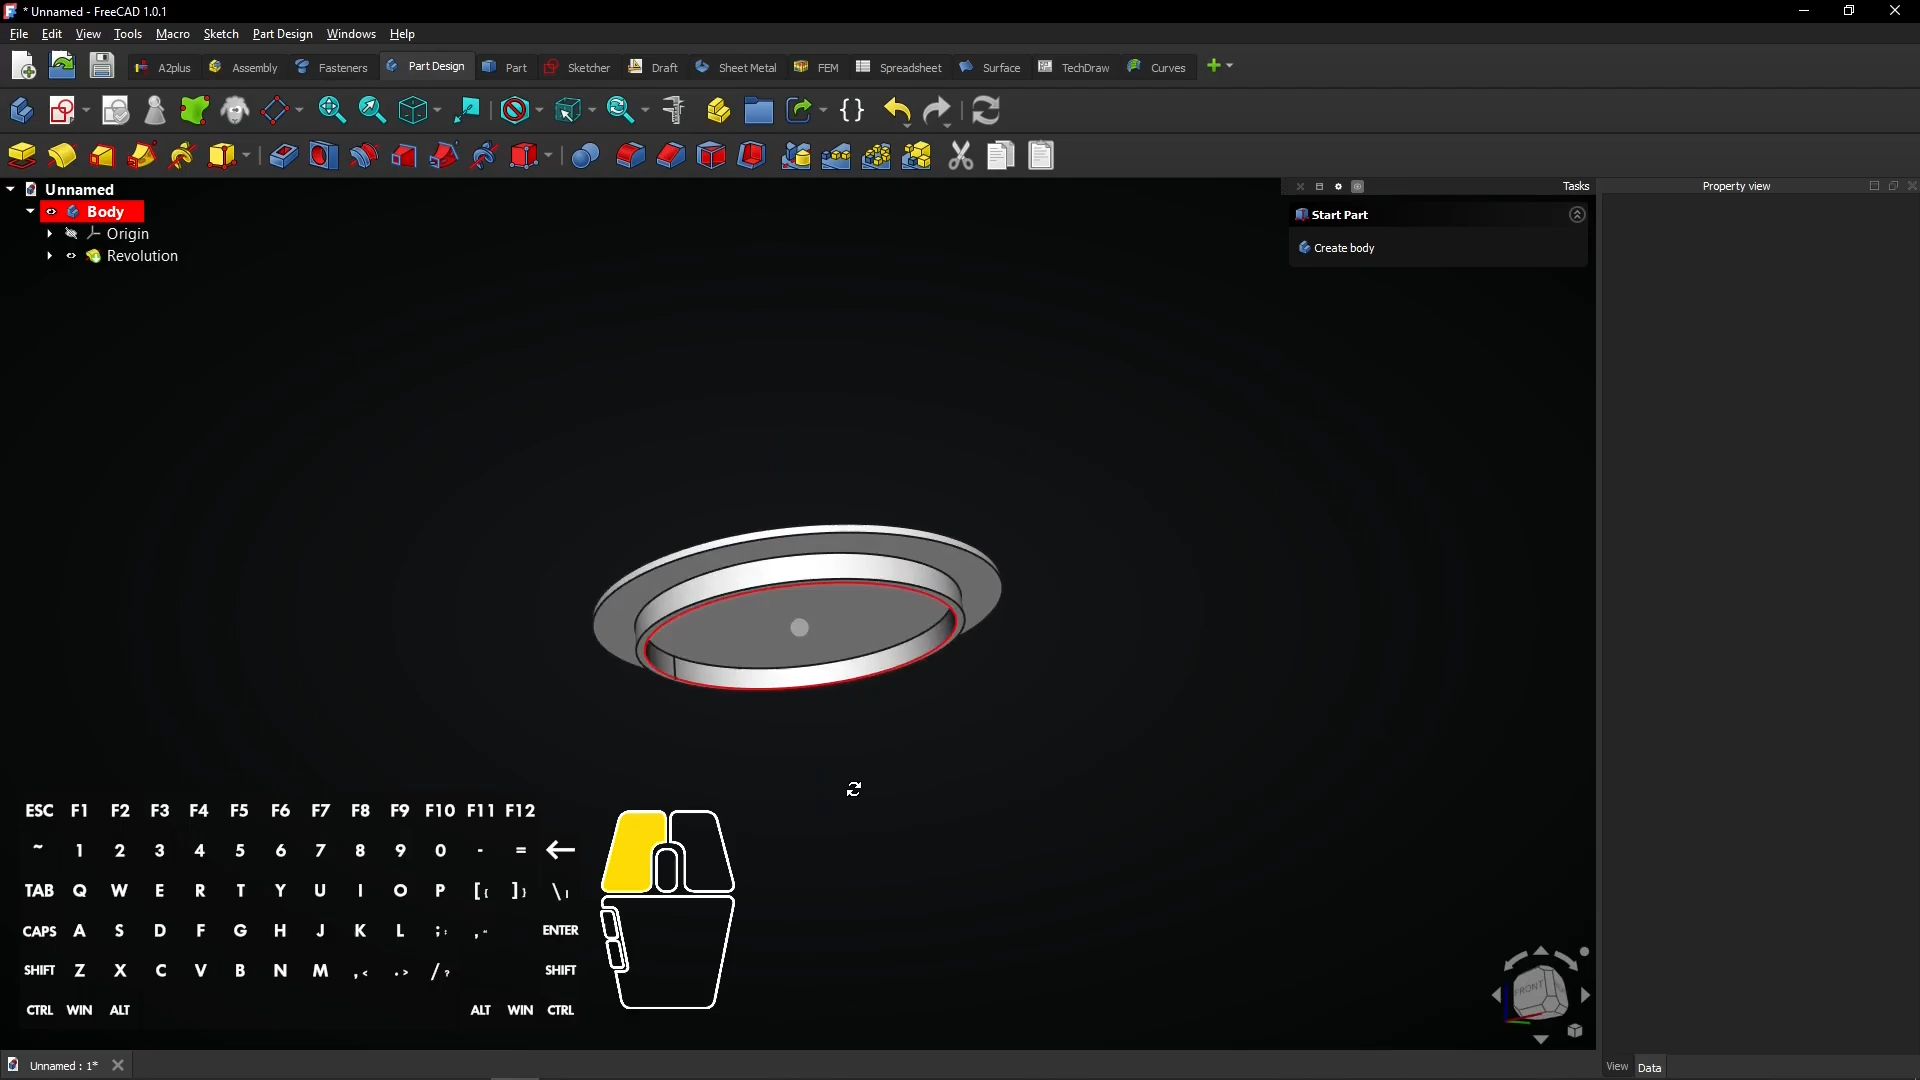 * Unnamed - FreeCAD 1.0.1
File Edit View Tools Macro Sketch Part Design Windows Help
A2plus Assembly Fasteners Part Design Part Sketcher Draft Sheet Metal FEM Spreadsheet Surface TechDraw Curves
Unnamed
Body
Origin
Revolution
Tasks
Start Part
Create body
Property view
ESC F1 F2 F3 F4 F5 F6 F7 F8 F9 F10 F11 F12
~ 1 2 3 4 5 6 7 8 9 0 - =
TAB Q W E R T Y U I O P [{ ]} \|
CAPS A S D F G H J K L ;: ENTER
SHIFT Z X C V B N M ,< .> /? SHIFT
CTRL WIN ALT ALT WIN CTRL
FRONT
Unnamed : 1*
View Data